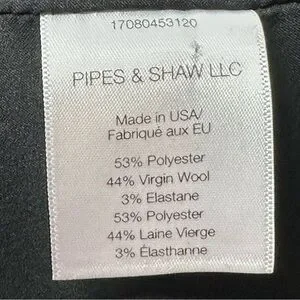 17080453120
PIPES & SHAW LLC
Made in USA/
Fabriqué aux EU
53% Polyester
44% Virgin Wool
3% Elastane
53% Polyester
44% Laine Vierge
3% Élasthanne